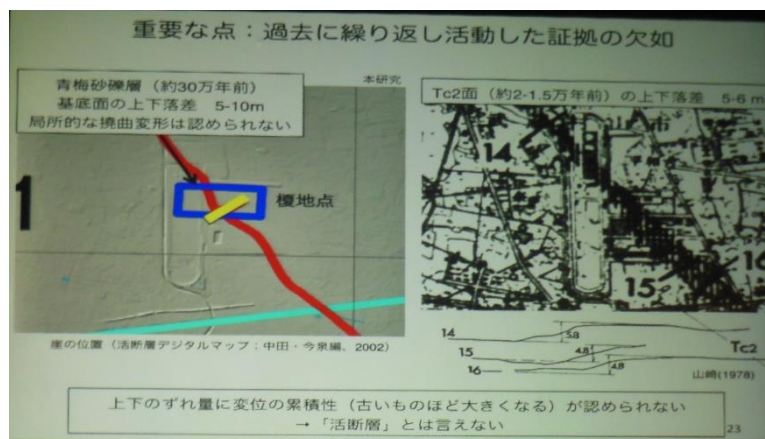 重要な点：過去に繰り返し活動した証拠の欠如
本研究
青梅砂礫層（約30万年前）
基底面の上下落差 5-10m
局所的な撓曲変形は認められない
1
榎地点
崖の位置（活断層デジタルマップ；中田・今泉編、2002）
Tc2面（約2-1.5万年前）の上下落差 5-6 m
14
15
16
14
5.8
15
4.8
Tc2
16
4.8
山崎(1978)
上下のずれ量に変位の累積性（古いものほど大きくなる）が認められない
→「活断層」とは言えない
23